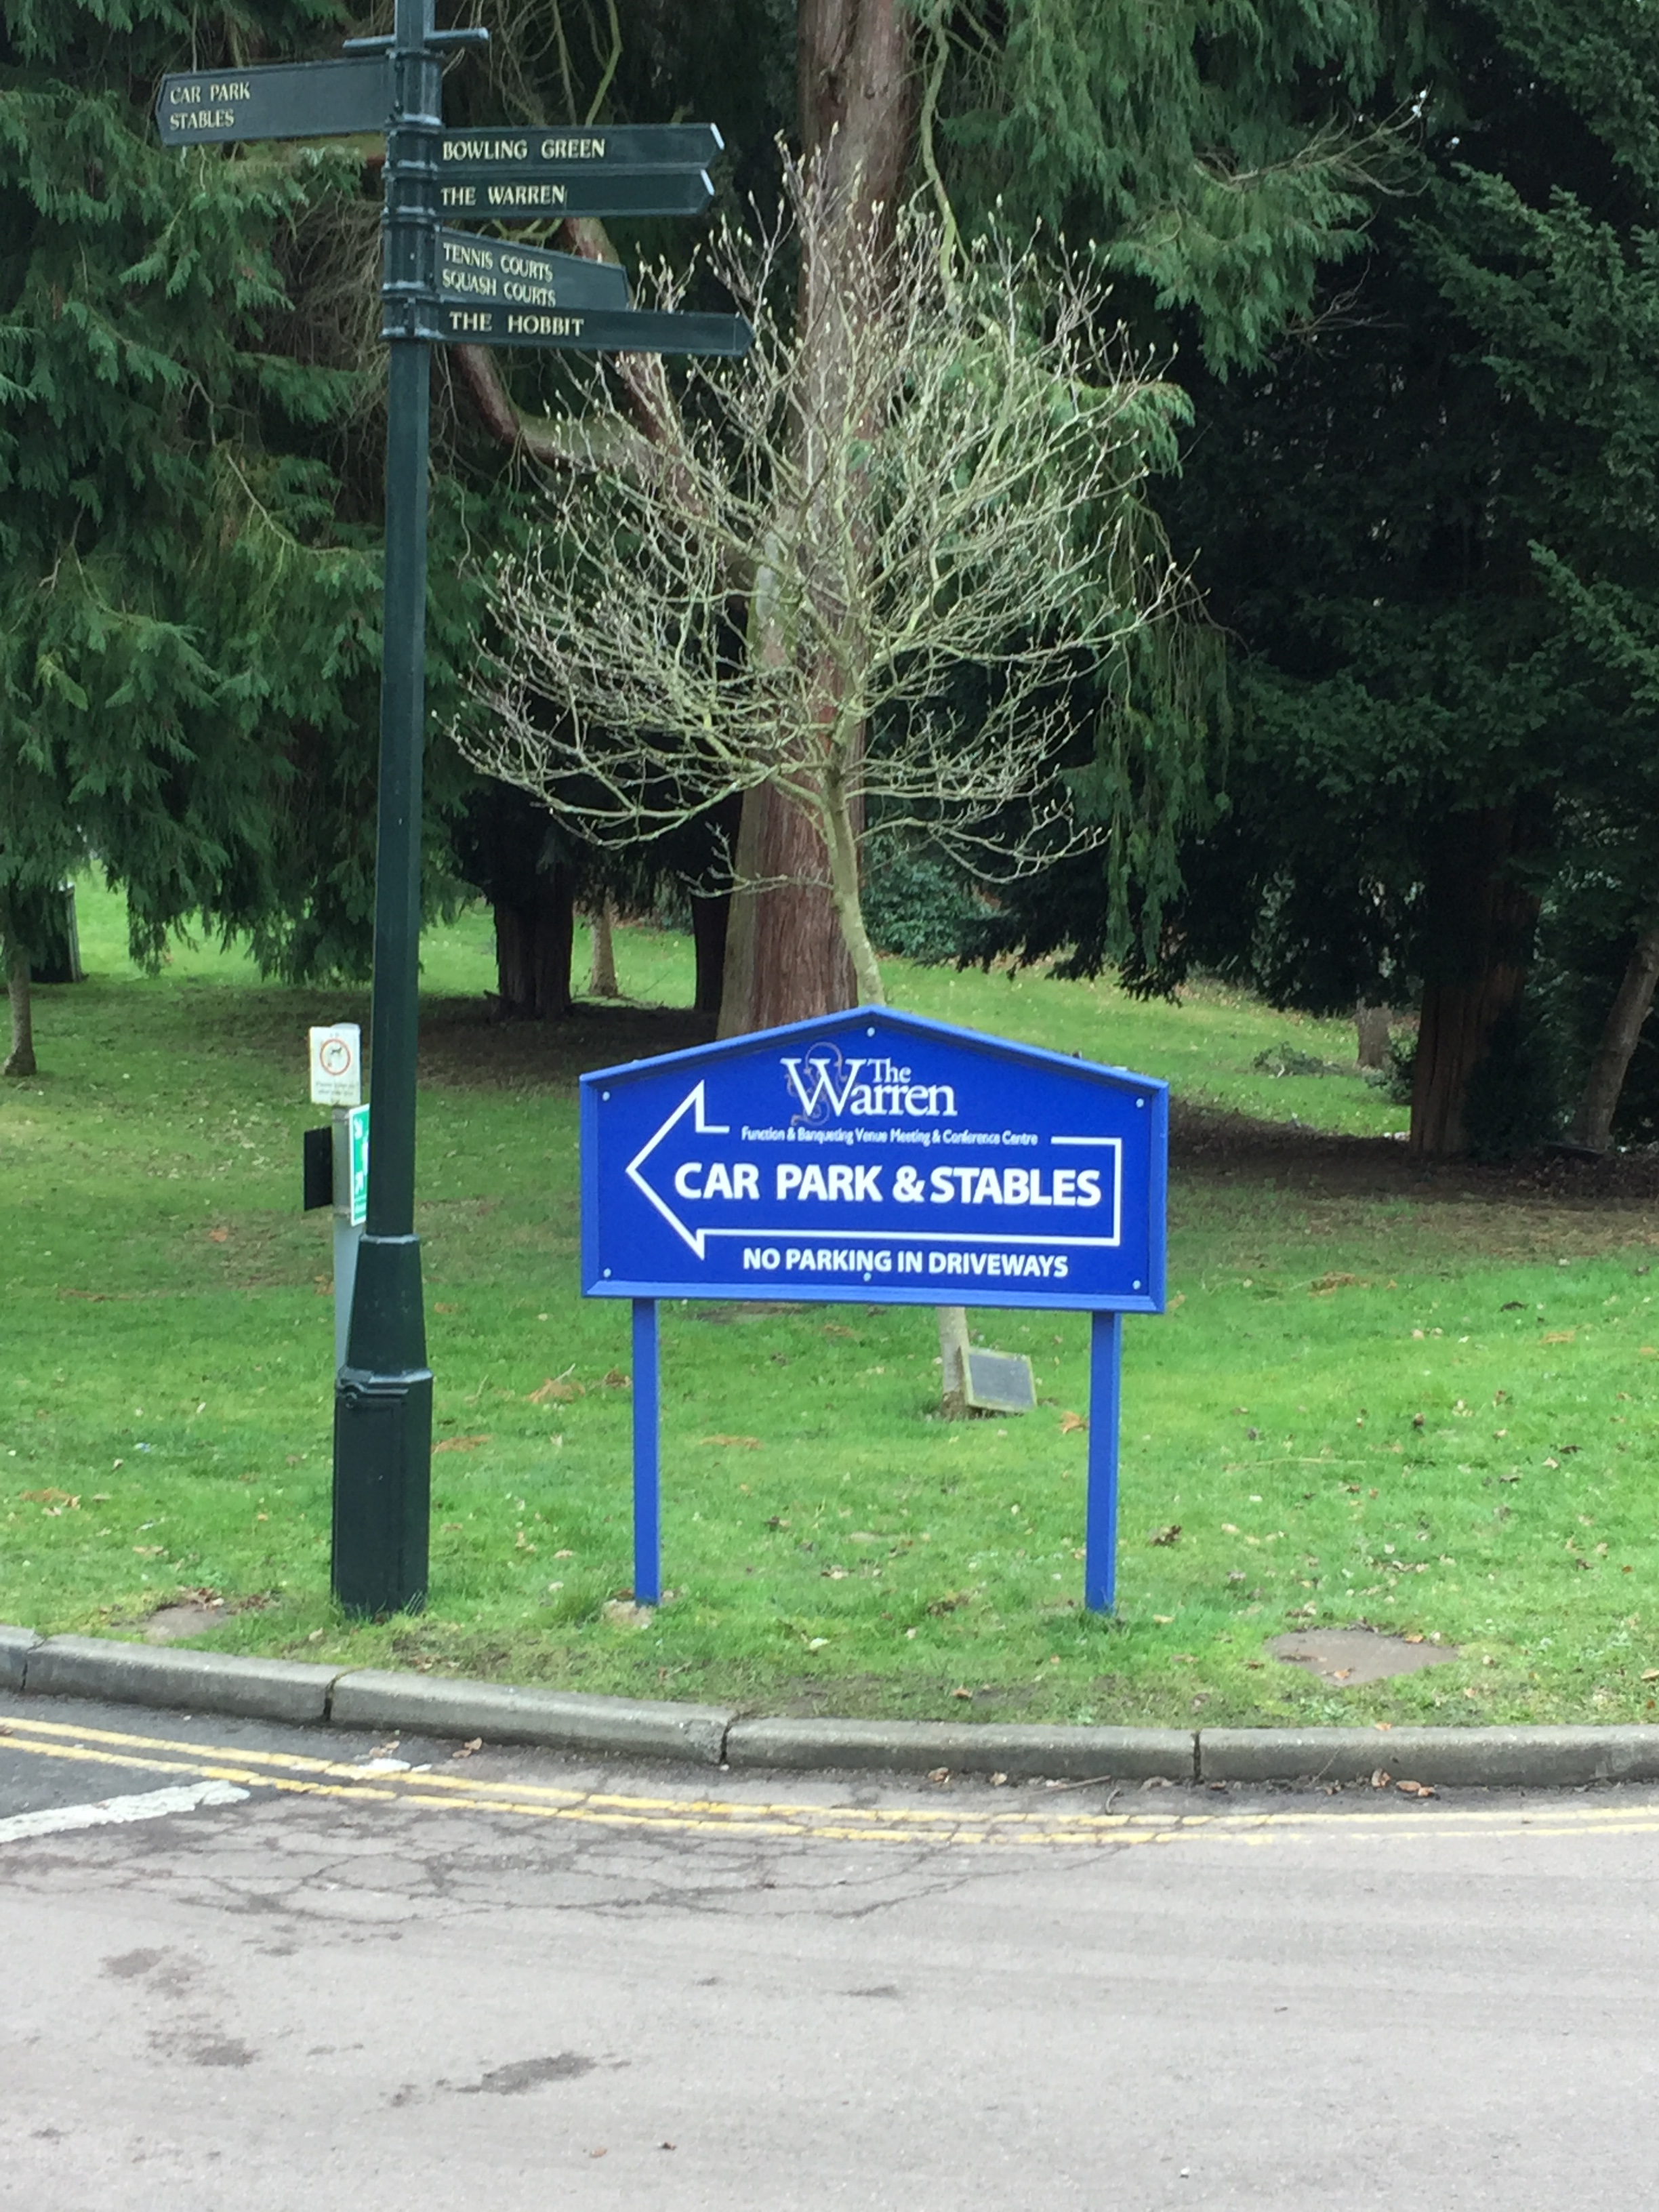 CAR PARK
STABLES
BOWLING GREEN
THE WARREN
TENNIS COURTS
SQUASH COURTS
THE HOBBIT
The
Warren
Function & Banqueting Venue Meeting & Conference Centre
CAR PARK & STABLES
NO PARKING IN DRIVEWAYS